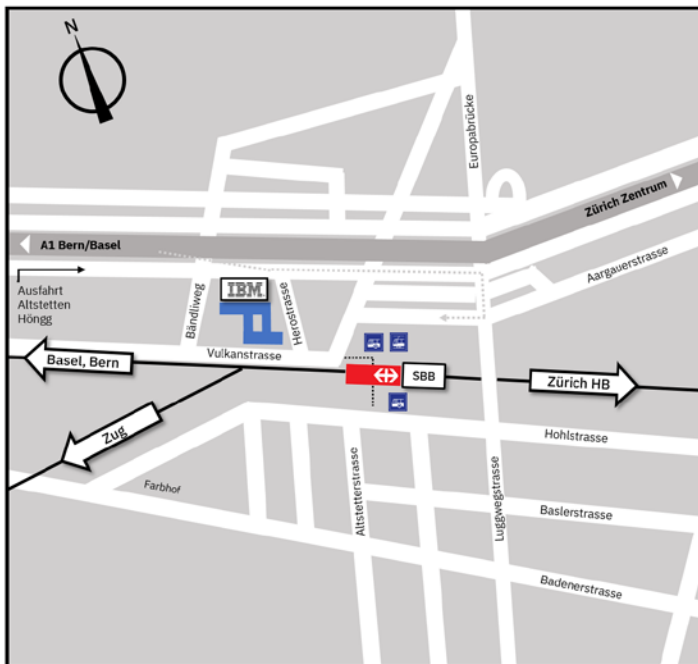 N
Europabrücke
Zürich Zentrum
A1 Bern/Basel
Aargauerstrasse
Ausfahrt
Altstetten
Höngg
Bändliweg
IBM
Herostrasse
Vulkanstrasse
Basel, Bern
SBB
Zürich HB
Zug
Hohlstrasse
Farbhof
Altstetterstrasse
Luggwegstrasse
Baslerstrasse
Badenerstrasse